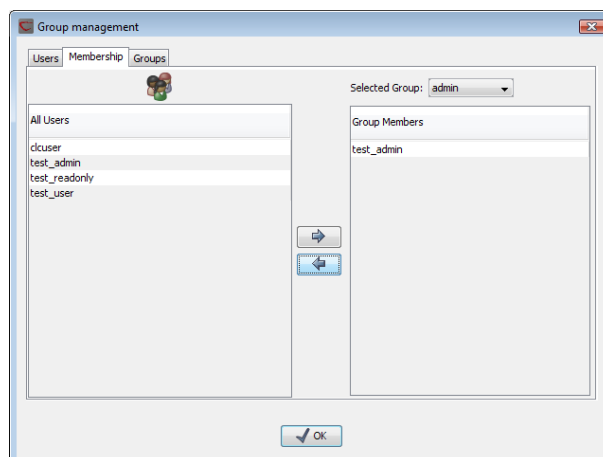 Group management
Users Membership Groups
Selected Group: admin
All Users
clcuser
test_admin
test_readonly
test_user
Group Members
test_admin
OK